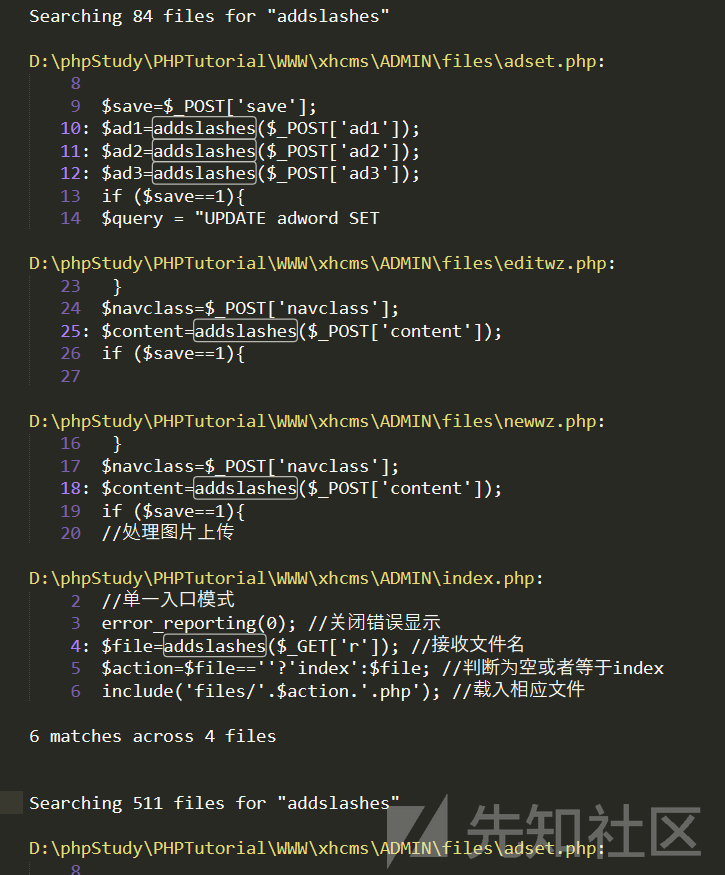 Searching 84 files for "addslashes"
D:\phpStudy\PHPTutorial\WWW\xhcms\ADMIN\files\adset.php:
8
9 $save=$_POST['save'];
10: $ad1=addslashes($_POST['ad1']);
11: $ad2=addslashes($_POST['ad2']);
12: $ad3=addslashes($_POST['ad3']);
13 if ($save==1){
14 $query = "UPDATE adword SET
D:\phpStudy\PHPTutorial\WWW\xhcms\ADMIN\files\editwz.php:
23 }
24 $navclass=$_POST['navclass'];
25: $content=addslashes($_POST['content']);
26 if ($save==1){
27
D:\phpStudy\PHPTutorial\WWW\xhcms\ADMIN\files\newwz.php:
16 }
17 $navclass=$_POST['navclass'];
18: $content=addslashes($_POST['content']);
19 if ($save==1){
20 //处理图片上传
D:\phpStudy\PHPTutorial\WWW\xhcms\ADMIN\index.php:
2 //单一入口模式
3 error_reporting(0); //关闭错误显示
4: $file=addslashes($_GET['r']); //接收文件名
5 $action=$file==''?'index':$file; //判断为空或者等于index
6 include('files/'.$action.'.php'); //载入相应文件
6 matches across 4 files
Searching 511 files for "addslashes"
先知社区
D:\phpStudy\PHPTutorial\WWW\xhcms\ADMIN\files\adset.php:
8